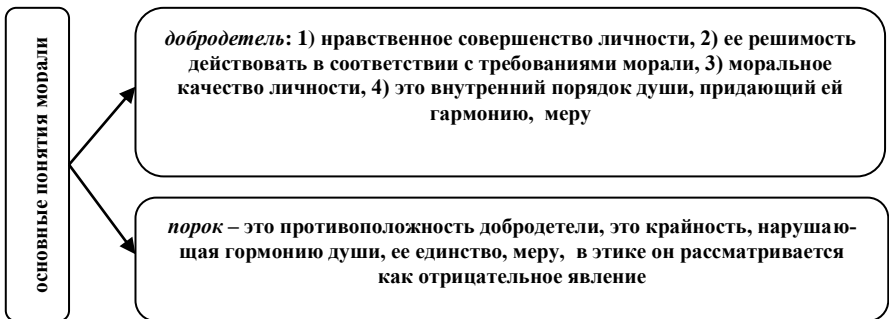 основные понятия морали
добродетель: 1) нравственное совершенство личности, 2) ее решимость
действовать в соответствии с требованиями морали, 3) моральное
качество личности, 4) это внутренний порядок души, придающий ей
гармонию, меру
порок – это противоположность добродетели, это крайность, нарушаю-
щая гормонию души, ее единство, меру, в этике он рассматривается
как отрицательное явление